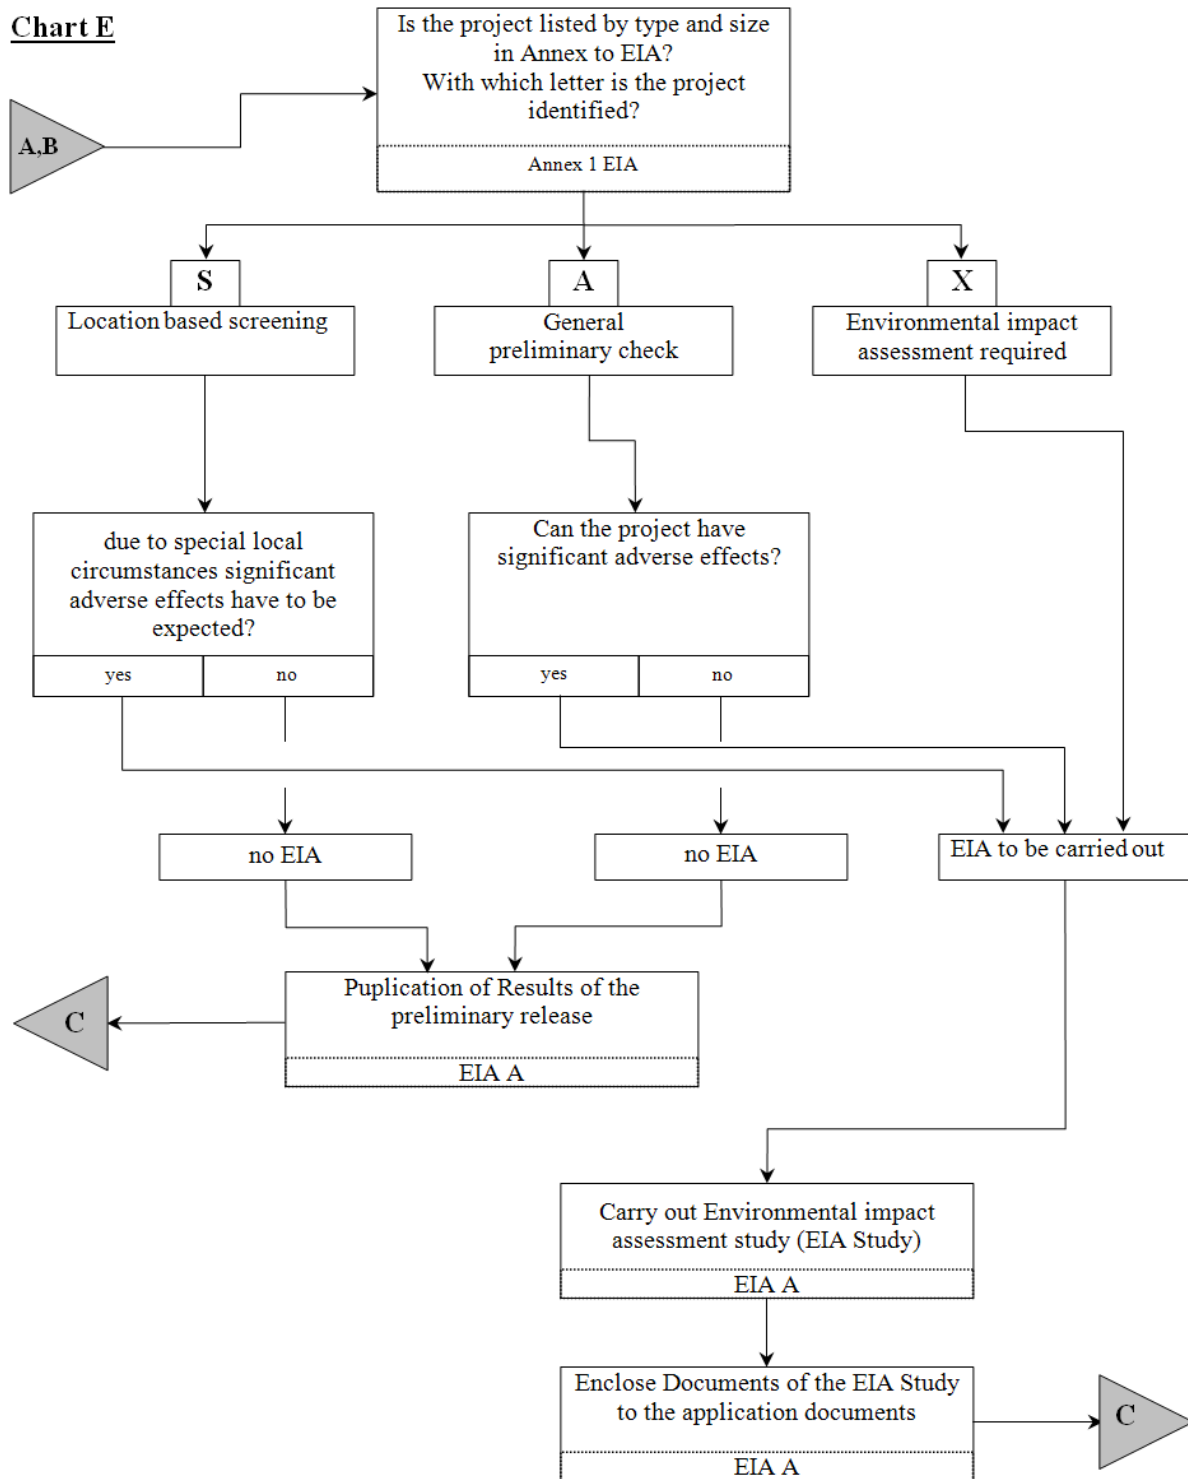 Chart E
Is the project listed by type and size
in Annex to EIA?
With which letter is the project
identified?
A,B
Annex 1 EIA
S
A
X
Location based screening
General
preliminary check
Environmental impact
assessment required
due to special local
circumstances significant
adverse effects have to be
expected?
Can the project have
significant adverse effects?
yes
no
yes
no
no EIA
no EIA
EIA to be carried out
Puplication of Results of the
preliminary release
C
EIA A
Carry out Environmental impact
assessment study (EIA Study)
EIA A
Enclose Documents of the EIA Study
to the application documents
C
EIA A